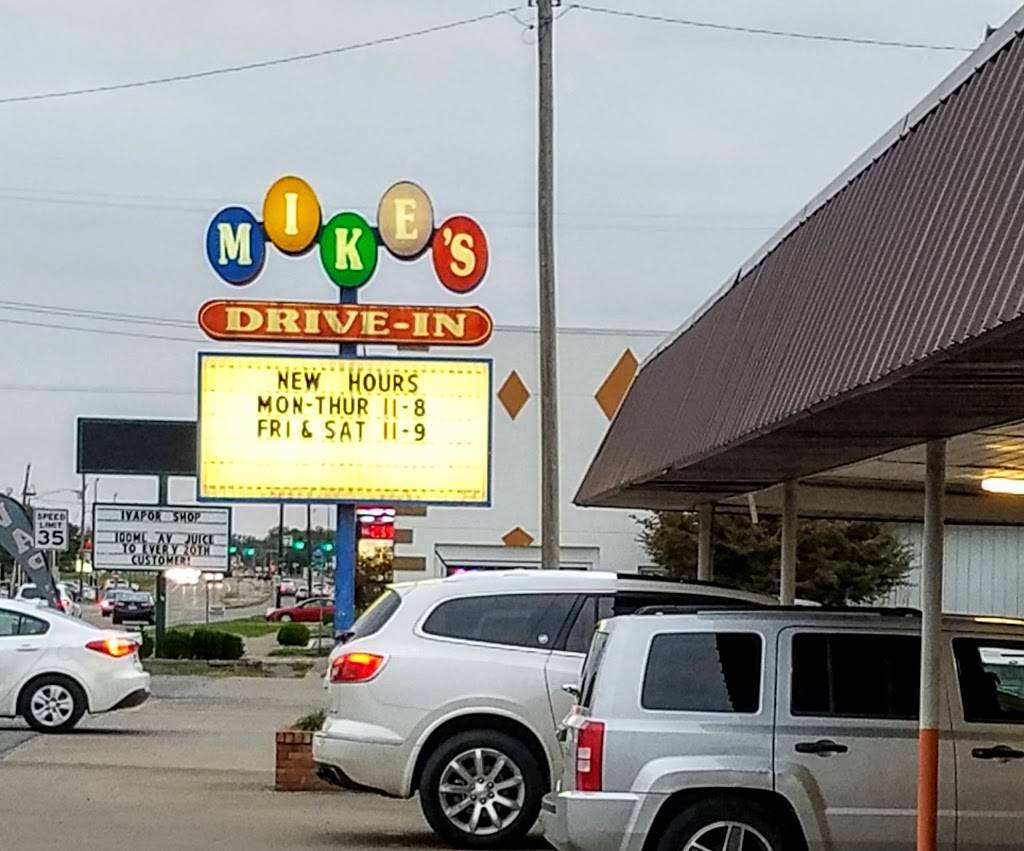 MIKE'S
DRIVE-IN
NEW HOURS
MON-THUR 11-8
FRI & SAT 11-9
SPEED
LIMIT
35
IVAPOR SHOP
100ML AV JUICE
TO EVERY 20TH
CUSTOMER!